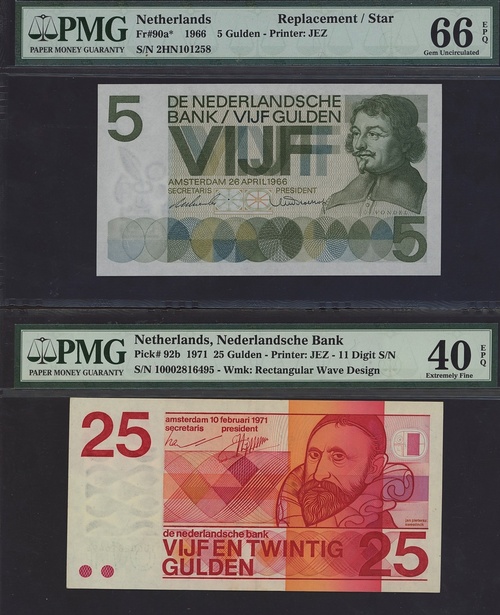 PMG
PAPER MONEY GUARANTY
Netherlands Replacement / Star
Fr#90a* 1966 5 Gulden - Printer: JEZ
S/N 2HN101258
66 EPQ
Gem Uncirculated
5
DE NEDERLANDSCHE
BANK / VIJF GULDEN
VIJF
AMSTERDAM 26 APRIL 1966
SECRETARIS PRESIDENT
VONDEL
5
PMG
PAPER MONEY GUARANTY
Netherlands, Nederlandsche Bank
Pick# 92b 1971 25 Gulden - Printer: JEZ - 11 Digit S/N
S/N 10002816495 - Wmk: Rectangular Wave Design
40 EPQ
Extremely Fine
25
amsterdam 10 februari 1971
secretaris president
de nederlandsche bank
VIJF EN TWINTIG
GULDEN
25